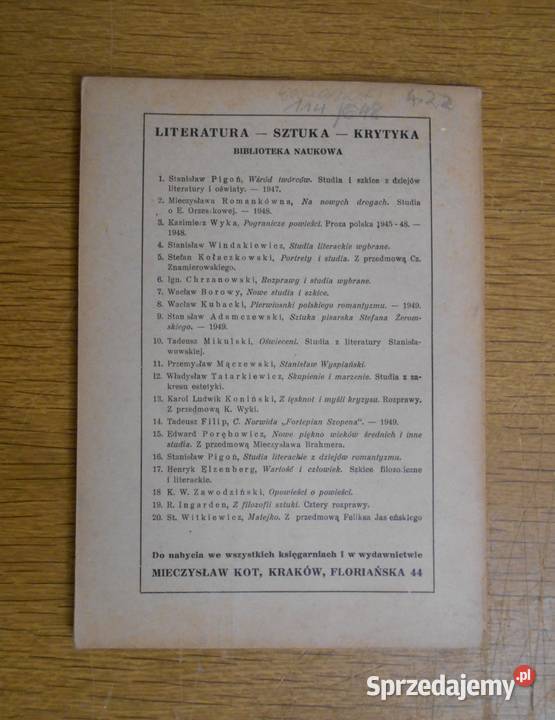 4.22
LITERATURA — SZTUKA — KRYTYKA
BIBLIOTEKA NAUKOWA
1. Stanisław Pigoń, Wśród twórców. Studia i szkice z dziejów
literatury i oświaty. — 1947.
2. Mieczysława Romankówna, Na nowych drogach. Studia
o E. Orzeszkowej. — 1948.
3. Kazimierz Wyka, Pogranicze powieści. Proza polska 1945-48. —
1948.
4. Stanisław Windakiewicz, Studia literackie wybrane.
5. Stefan Kołaczkowski, Portrety i studia. Z przedmową Cz.
Znamierowskiego.
6. Ign. Chrzanowski, Rozprawy i studia wybrane.
7. Wacław Borowy, Nowe studia i szkice.
8. Wacław Kubacki, Pierwiosnki polskiego romantyzmu. — 1949.
9. Stanisław Adamczewski, Sztuka pisarska Stefana Żerom-
skiego. — 1949.
10. Tadeusz Mikulski, Oświeceni. Studia z literatury Stanisła-
wowskiej.
11. Przemysław Mączewski, Stanisław Wyspiański.
12. Władysław Tatarkiewicz, Skupienie i marzenie. Studia z za-
kresu estetyki.
13. Karol Ludwik Koniński, Z tęsknot i myśli kryzysu. Rozprawy.
Z przedmową K. Wyki.
14. Tadeusz Filip, C. Norwida „Fortepian Szopena". — 1949.
15. Edward Porębowicz, Nowe piękno wieków średnich i inne
studia. Z przedmową Mieczysława Brahmera.
16. Stanisław Pigoń, Studia literackie z dziejów romantyzmu.
17. Henryk Elzenberg, Wartość i człowiek. Szkice filozoficzne
i literackie.
18 K. W. Zawodziński, Opowieści o powieści.
19. R. Ingarden, Z filozofii sztuki. Cztery rozprawy.
20. St. Witkiewicz, Matejko. Z przedmową Feliksa Jasieńskiego
Do nabycia we wszystkich księgarniach i w wydawnictwie
MIECZYSŁAW KOT, KRAKÓW, FLORIAŃSKA 44
Sprzedajemy.pl